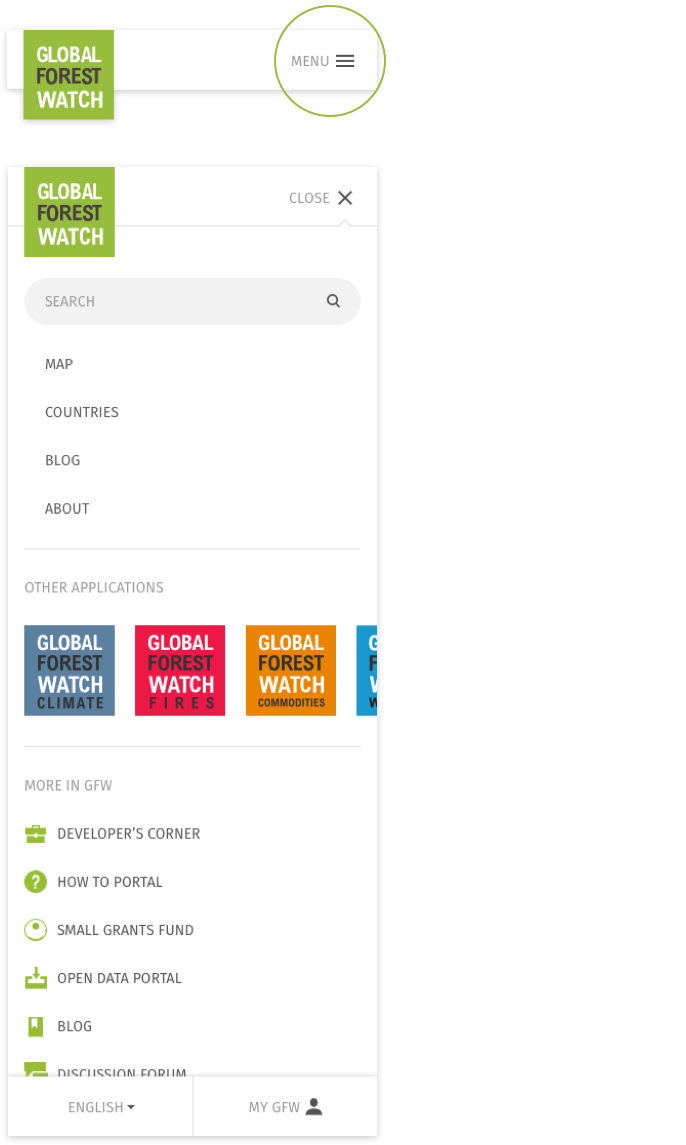 GLOBAL
FOREST
WATCH
MENU
GLOBAL
FOREST
WATCH
CLOSE
SEARCH
MAP
COUNTRIES
BLOG
ABOUT
OTHER APPLICATIONS
GLOBAL
FOREST
WATCH
CLIMATE
GLOBAL
FOREST
WATCH
FIRES
GLOBAL
FOREST
WATCH
COMMODITIES
MORE IN GFW
DEVELOPER'S CORNER
HOW TO PORTAL
SMALL GRANTS FUND
OPEN DATA PORTAL
BLOG
DISCUSSION FORUM
ENGLISH
MY GFW